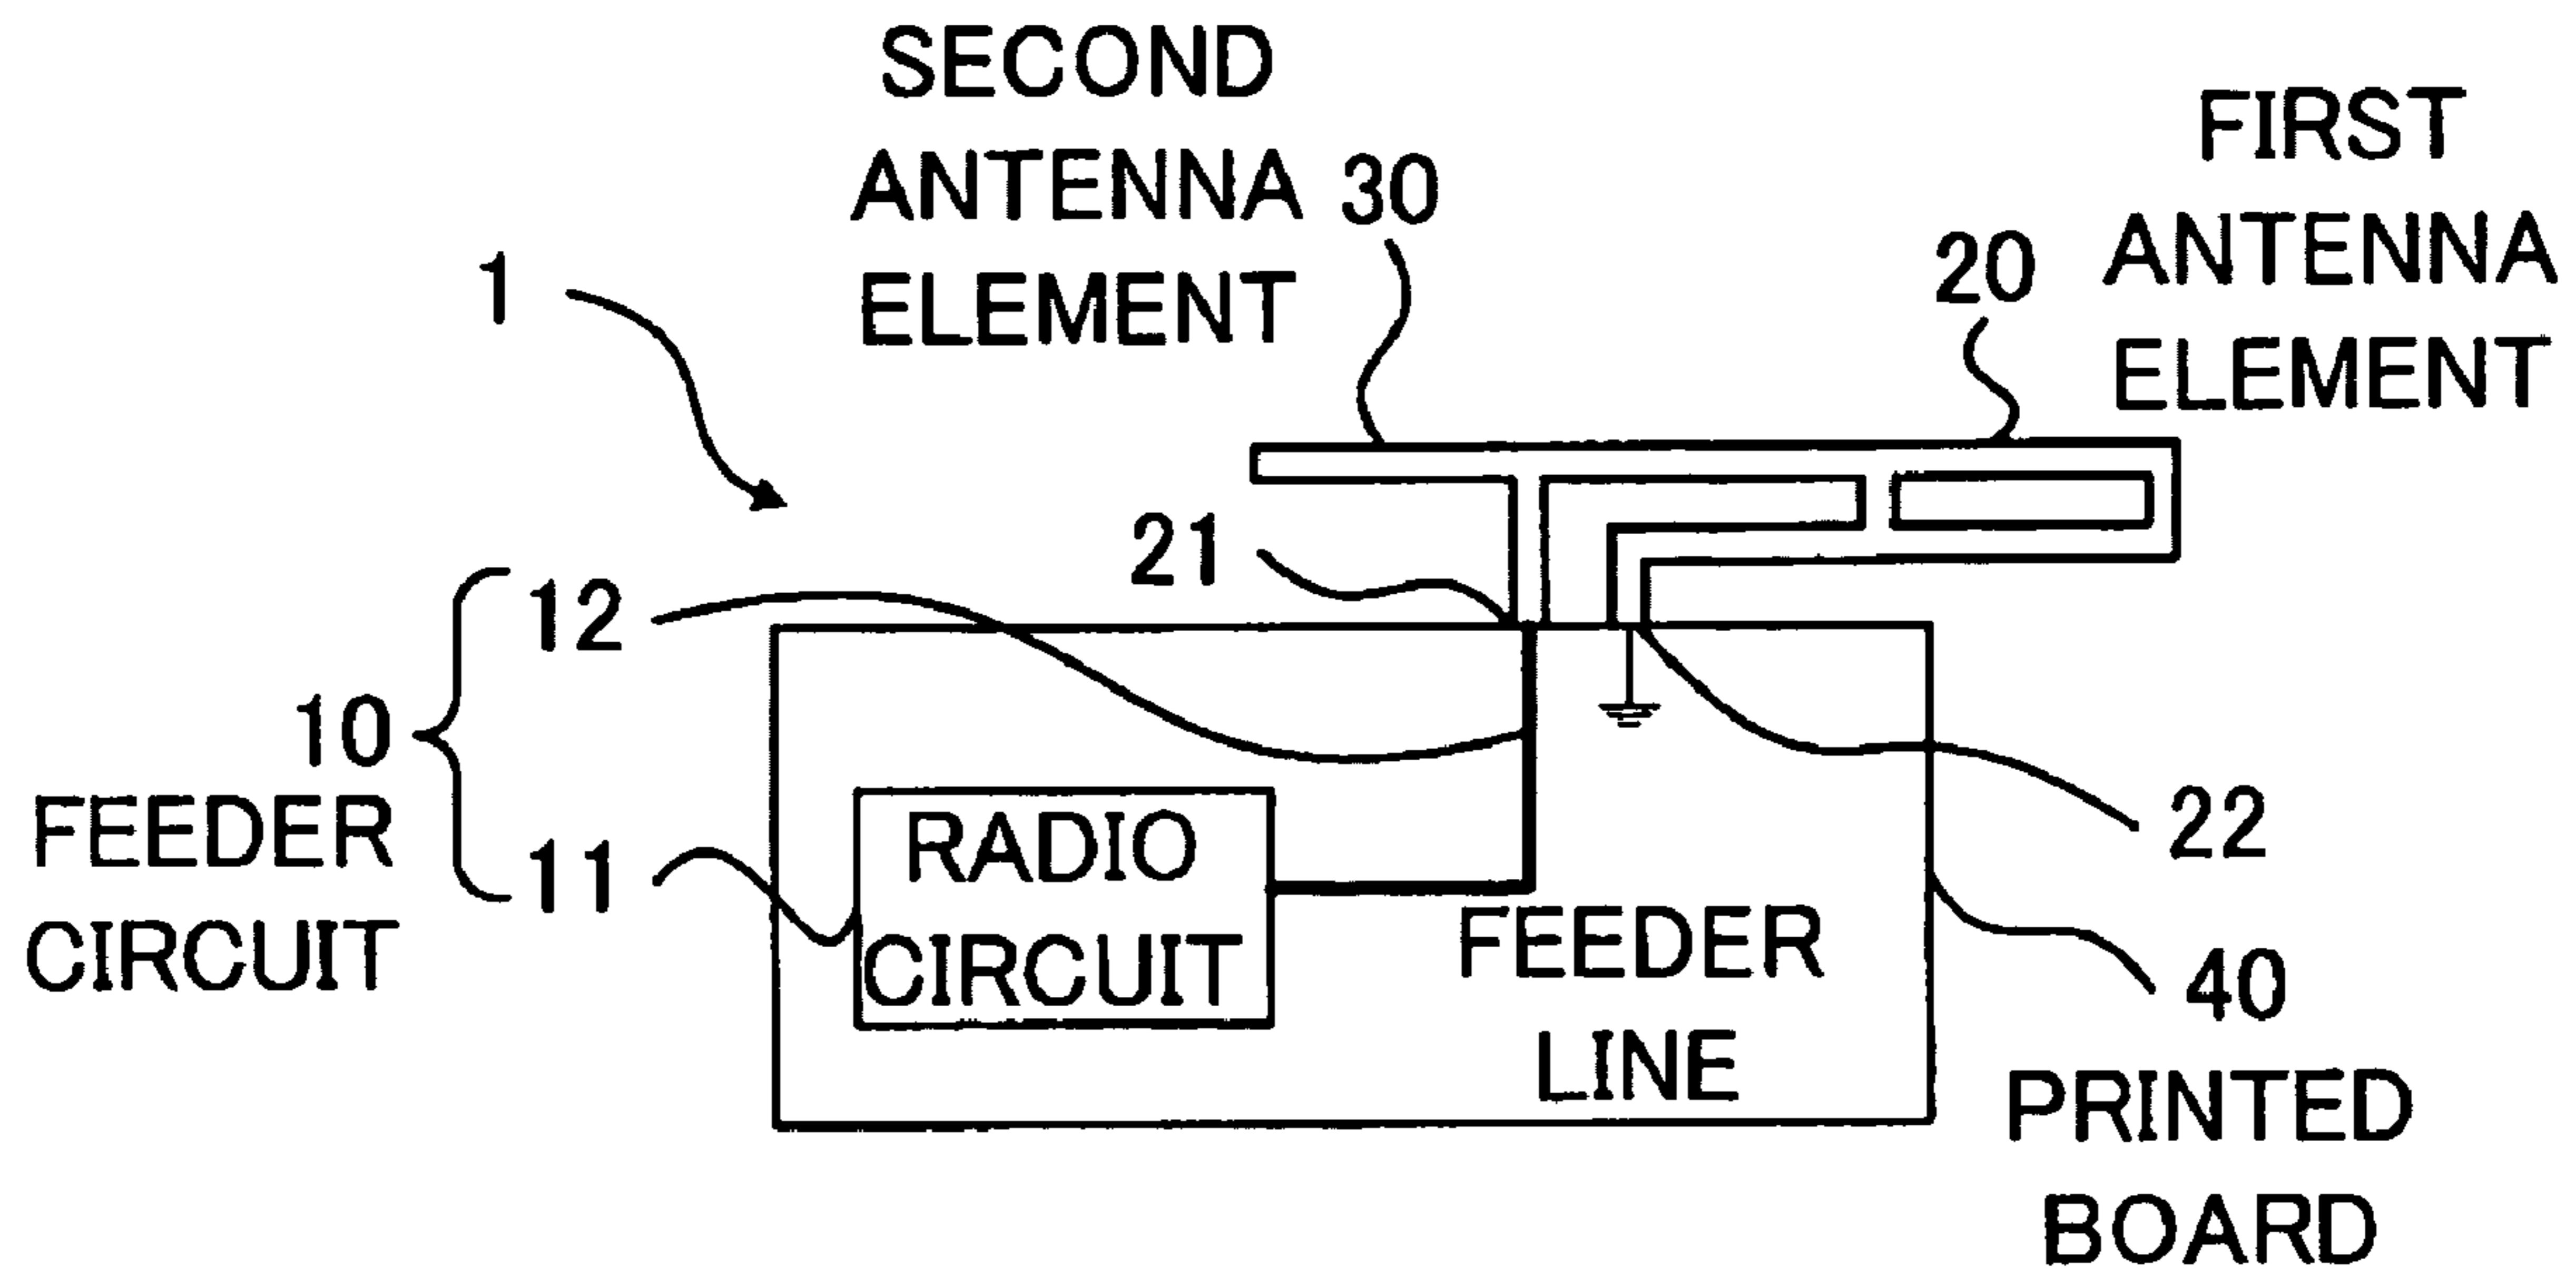 SECOND
ANTENNA 30
ELEMENT
FIRST
ANTENNA
ELEMENT
20
1
21
12
10
FEEDER
CIRCUIT
11
RADIO
CIRCUIT
FEEDER
LINE
22
40
PRINTED
BOARD